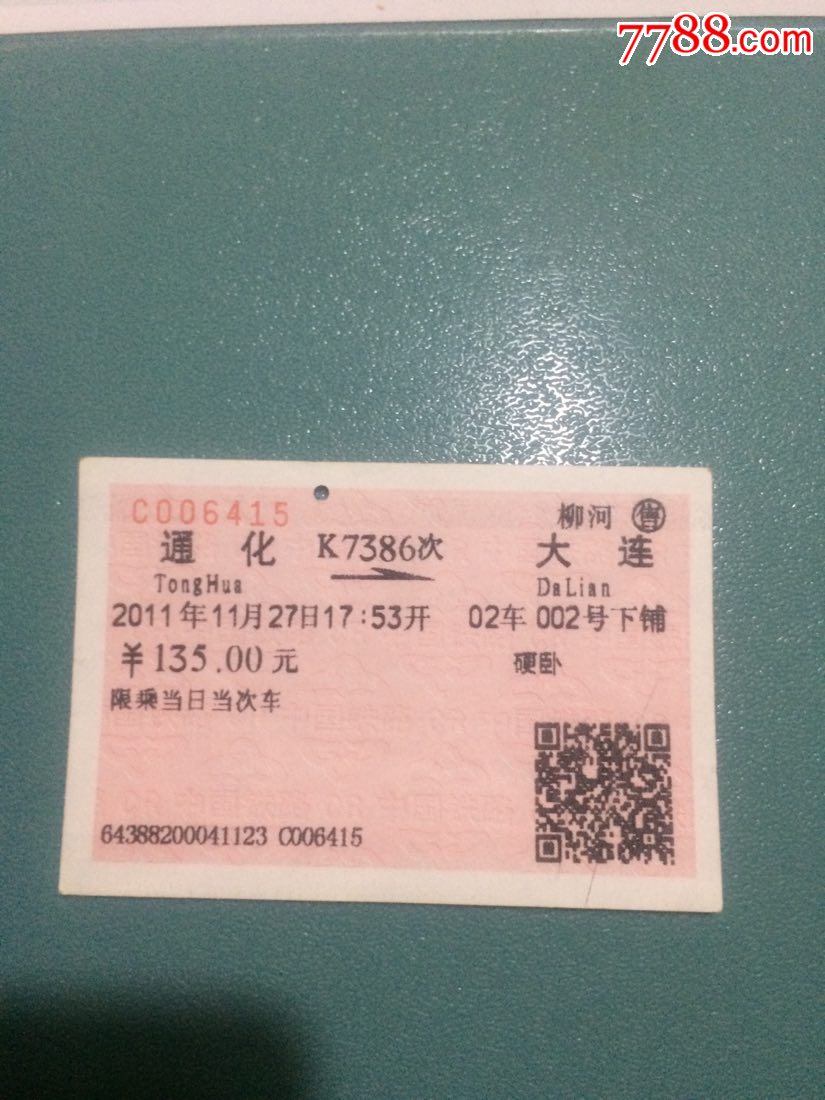 7788.com
C006415 柳河 售
通化 K7386次 大连
TongHua DaLian
2011年11月27日17:53开 02车002号下铺
¥135.00元 硬卧
限乘当日当次车
64388200041123 C006415